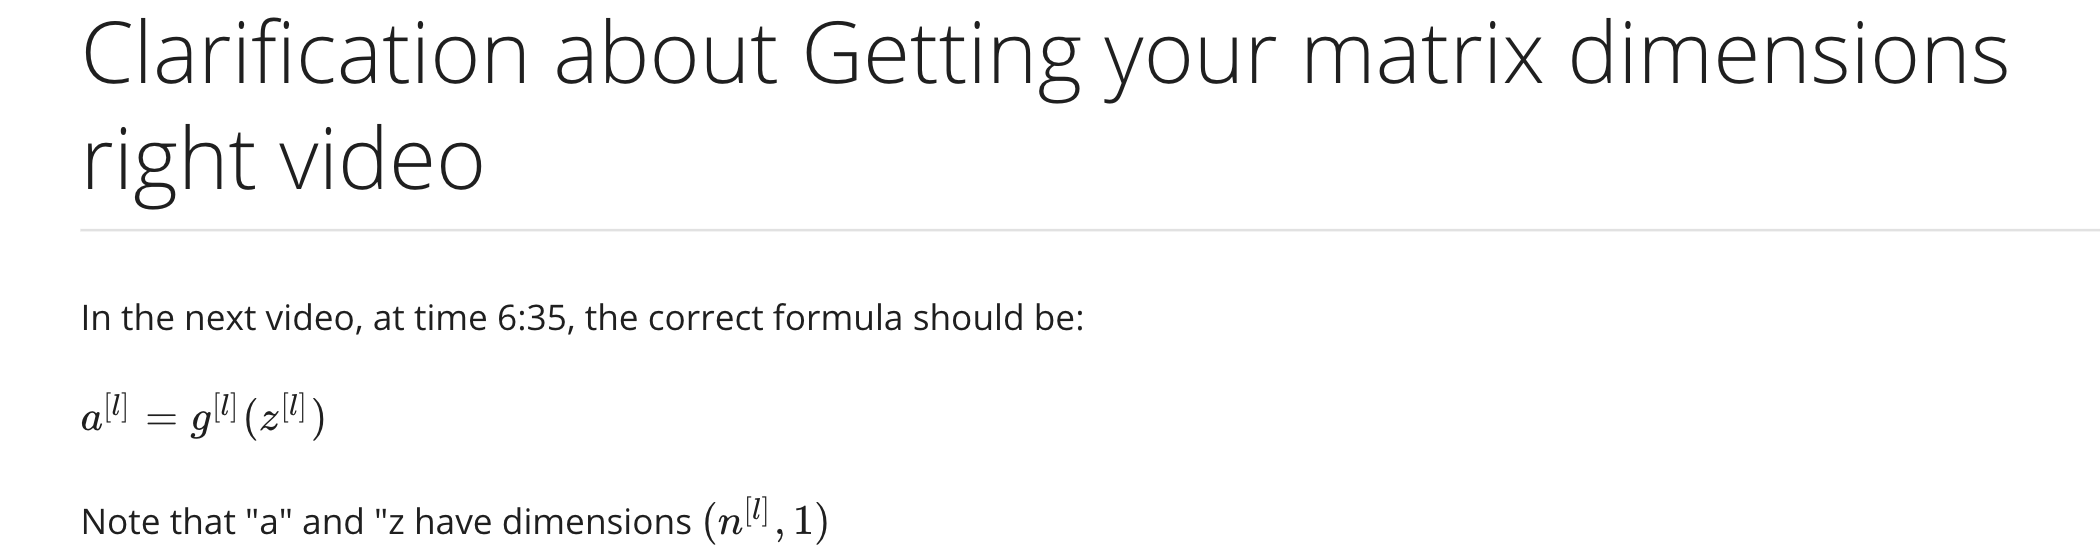 Clarification about Getting your matrix dimensions
right video
In the next video, at time 6:35, the correct formula should be:
a^{[l]} = g^{[l]}(z^{[l]})
Note that "a" and "z have dimensions (n^{[l]}, 1)